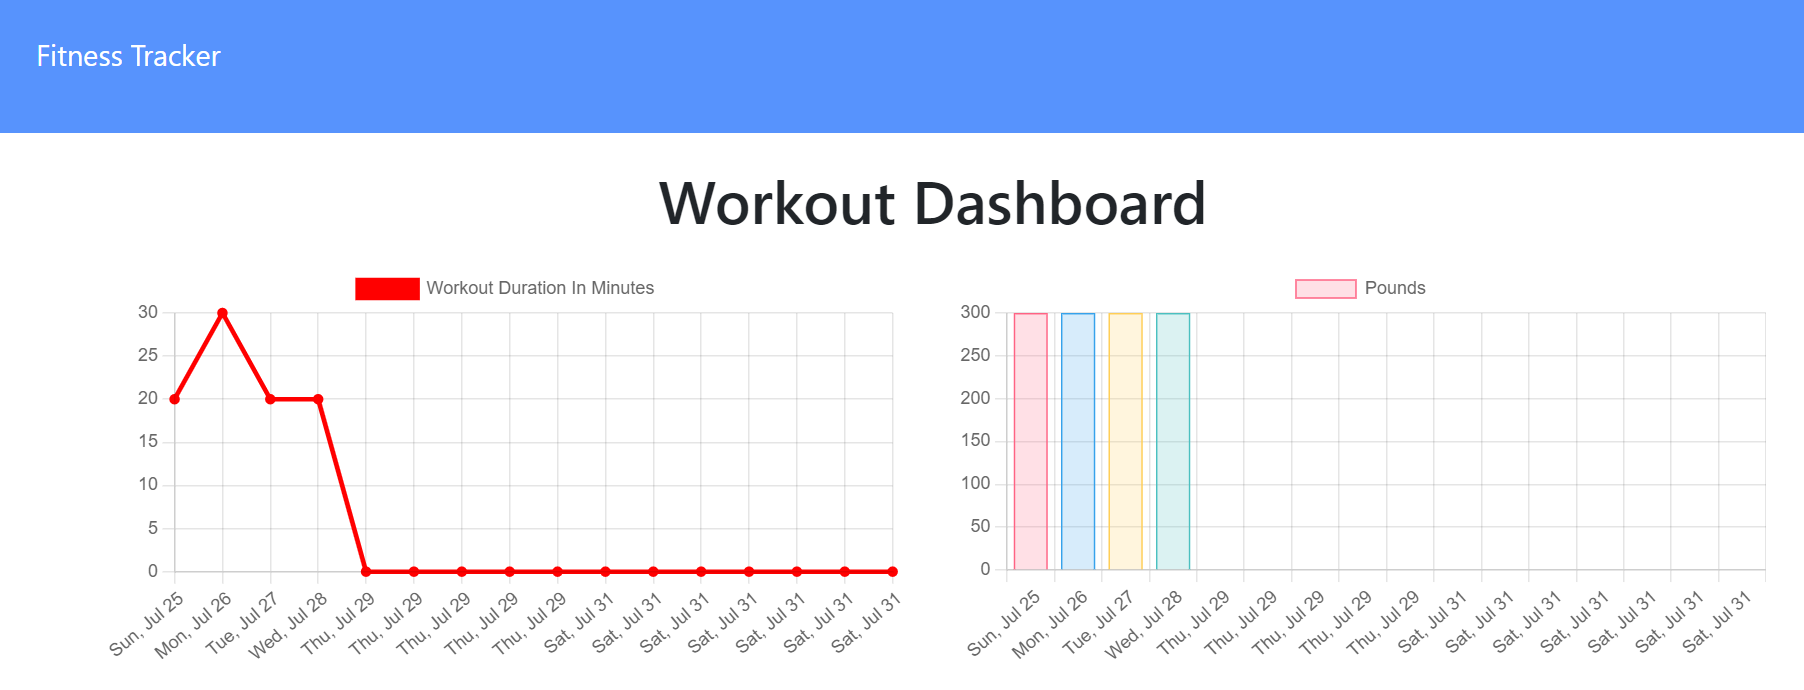 Fitness Tracker
Workout Dashboard
Workout Duration In Minutes
30
25
20
15
10
5
0
Sun, Jul 25
Mon, Jul 26
Tue, Jul 27
Wed, Jul 28
Thu, Jul 29
Thu, Jul 29
Thu, Jul 29
Thu, Jul 29
Thu, Jul 29
Sat, Jul 31
Sat, Jul 31
Sat, Jul 31
Sat, Jul 31
Sat, Jul 31
Sat, Jul 31
Sat, Jul 31
Pounds
300
250
200
150
100
50
0
Sun, Jul 25
Mon, Jul 26
Tue, Jul 27
Wed, Jul 28
Thu, Jul 29
Thu, Jul 29
Thu, Jul 29
Thu, Jul 29
Thu, Jul 29
Sat, Jul 31
Sat, Jul 31
Sat, Jul 31
Sat, Jul 31
Sat, Jul 31
Sat, Jul 31
Sat, Jul 31